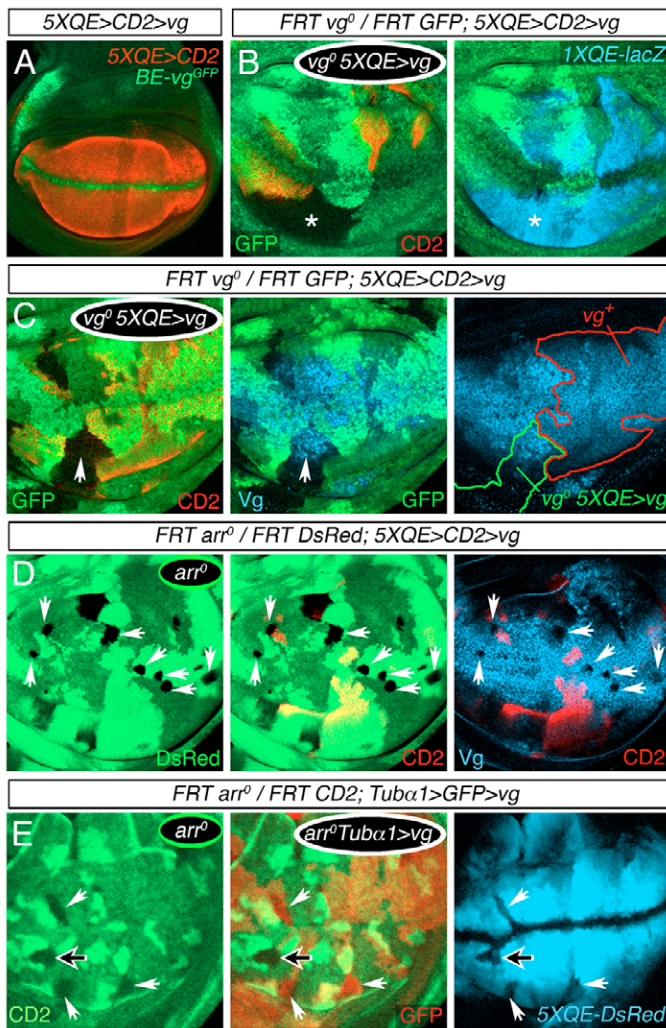 5XQE>CD2>vg
FRT vg⁰ / FRT GFP; 5XQE>CD2>vg
A
5XQE>CD2
BE-vgᴳᶠᴾ
B
vg⁰ 5XQE>vg
1XQE-lacZ
*
*
GFP
CD2
FRT vg⁰ / FRT GFP; 5XQE>CD2>vg
C
vg⁰ 5XQE>vg
vg⁺
GFP
CD2
Vg
GFP
vg⁰ 5XQE>vg
FRT arr⁰ / FRT DsRed; 5XQE>CD2>vg
D
arr⁰
DsRed
CD2
Vg
CD2
FRT arr⁰ / FRT CD2; Tubα1>GFP>vg
E
arr⁰
arr⁰Tubα1>vg
CD2
GFP
5XQE-DsRed